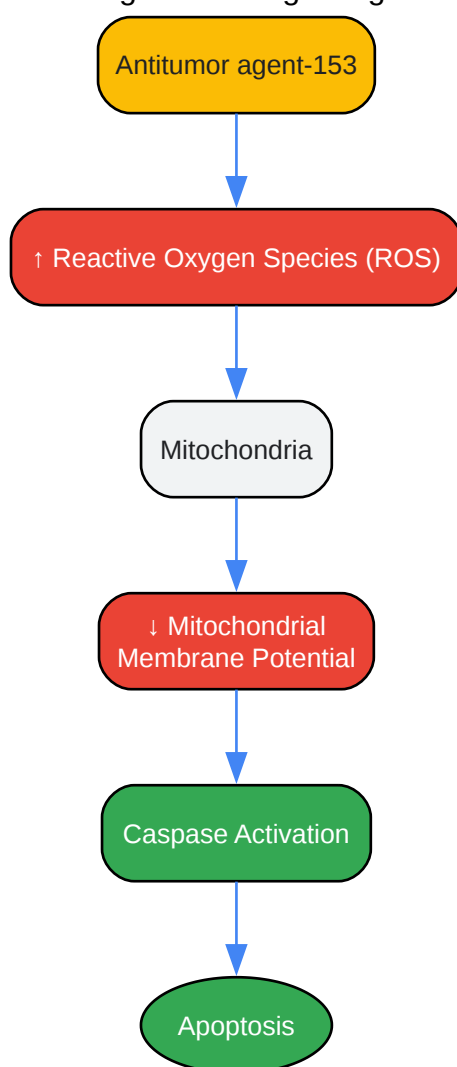 Antitumor agent-153
↑ Reactive Oxygen Species (ROS)
Mitochondria
↓ Mitochondrial
Membrane Potential
Caspase Activation
Apoptosis